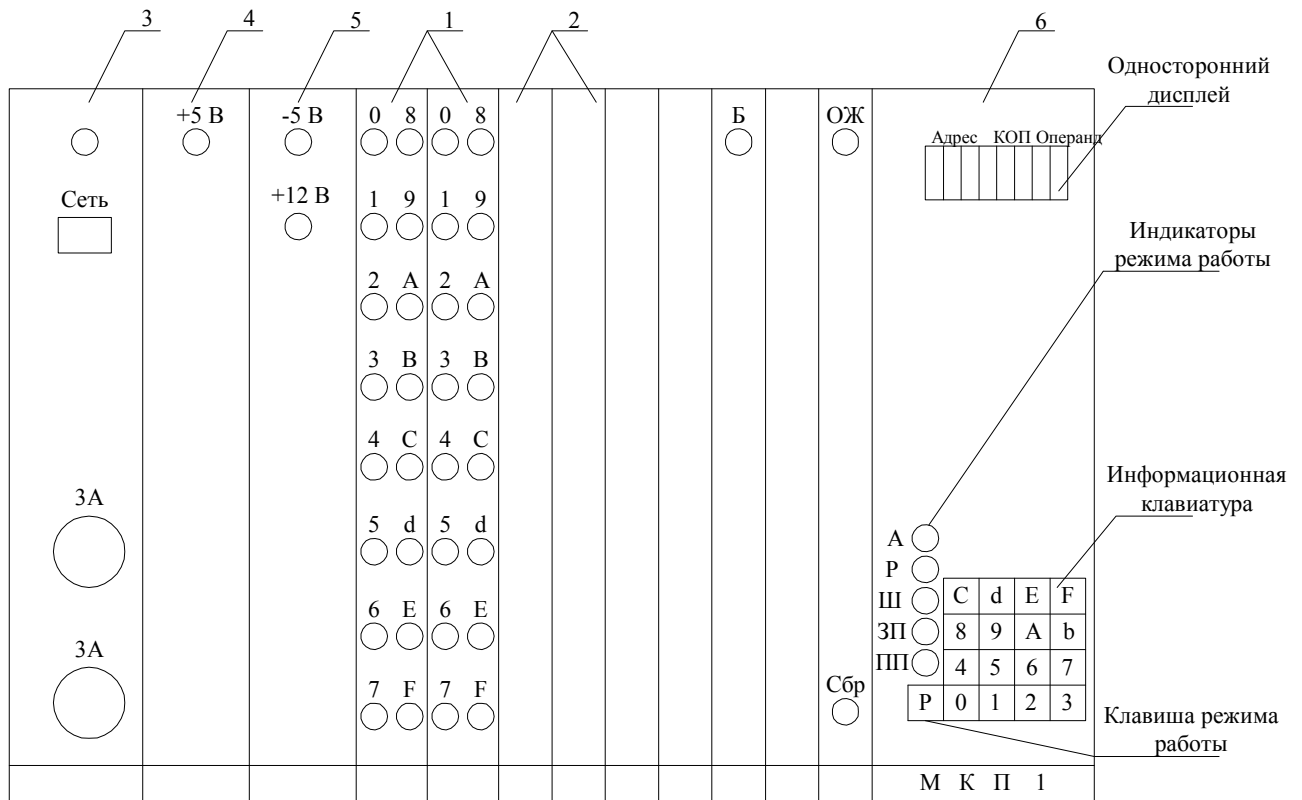 3 4 5 1 2 6
Односторонний
дисплей
+5 В -5 В 0 8 0 8 Б ОЖ
Адрес КОП Операнд
Сеть +12 В 1 9 1 9
Индикаторы
режима работы
2 A 2 A
3 B 3 B
4 C 4 C
Информационная
клавиатура
3А 5 d 5 d
А
Р
Ш C d E F
6 E 6 E
ЗП 8 9 A b
3А
ПП 4 5 6 7
7 F 7 F Сбр
Р 0 1 2 3
Клавиша режима
работы
М К П 1